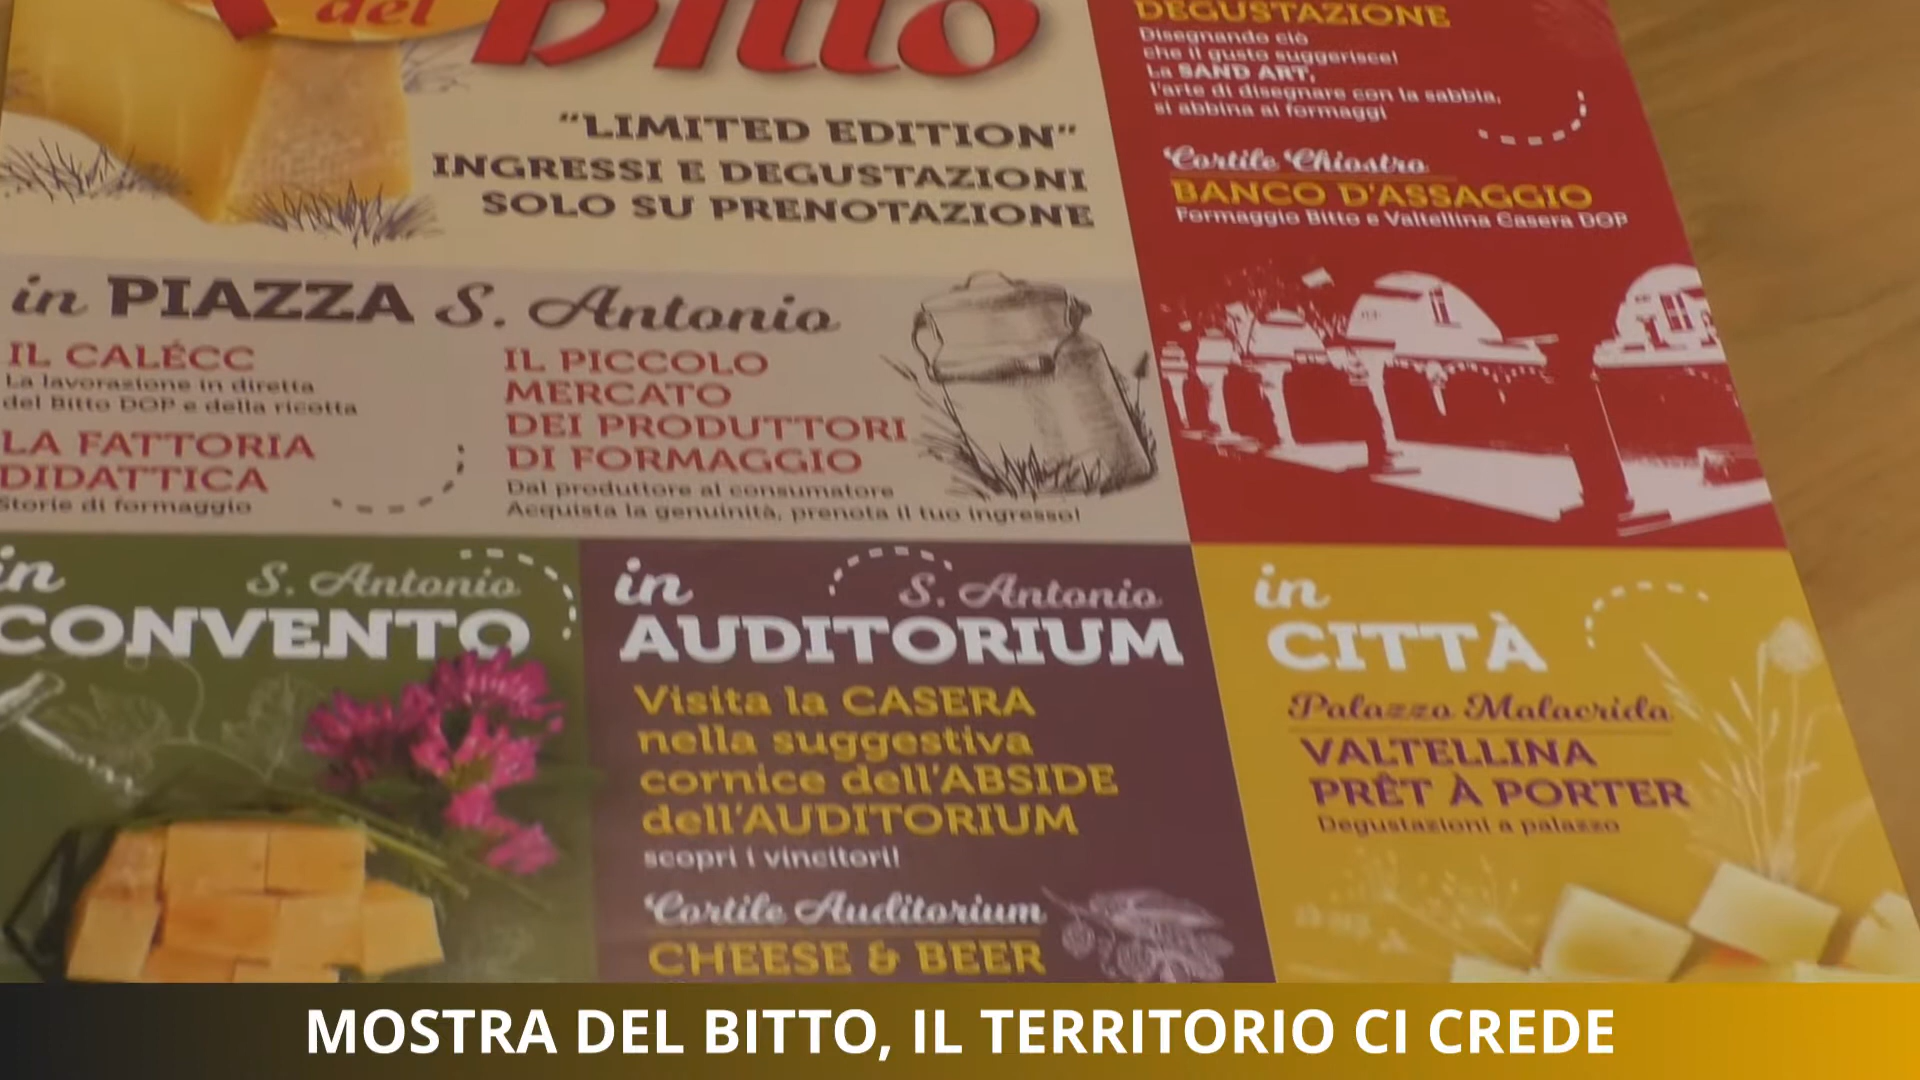 del
Bitto
"LIMITED EDITION"
INGRESSI E DEGUSTAZIONI
SOLO SU PRENOTAZIONE
DEGUSTAZIONE
Disegnando ciò
che il gusto suggerisce!
La SAND ART,
l'arte di disegnare con la sabbia,
si abbina ai formaggi
Cortile Chiostro
BANCO D'ASSAGGIO
Formaggio Bitto e Valtellina Casera DOP
in PIAZZA S. Antonio
IL CALÉCC
La lavorazione in diretta
del Bitto DOP e della ricotta
LA FATTORIA
DIDATTICA
Storie di formaggio
IL PICCOLO
MERCATO
DEI PRODUTTORI
DI FORMAGGIO
Dal produttore al consumatore
Acquista la genuinità, prenota il tuo ingresso!
in S. Antonio
CONVENTO
in S. Antonio
AUDITORIUM
Visita la CASERA
nella suggestiva
cornice dell'ABSIDE
dell'AUDITORIUM
scopri i vincitori!
Cortile Auditorium
CHEESE & BEER
in
CITTÀ
Palazzo Malacrida
VALTELLINA
PRÊT À PORTER
Degustazioni a palazzo
MOSTRA DEL BITTO, IL TERRITORIO CI CREDE